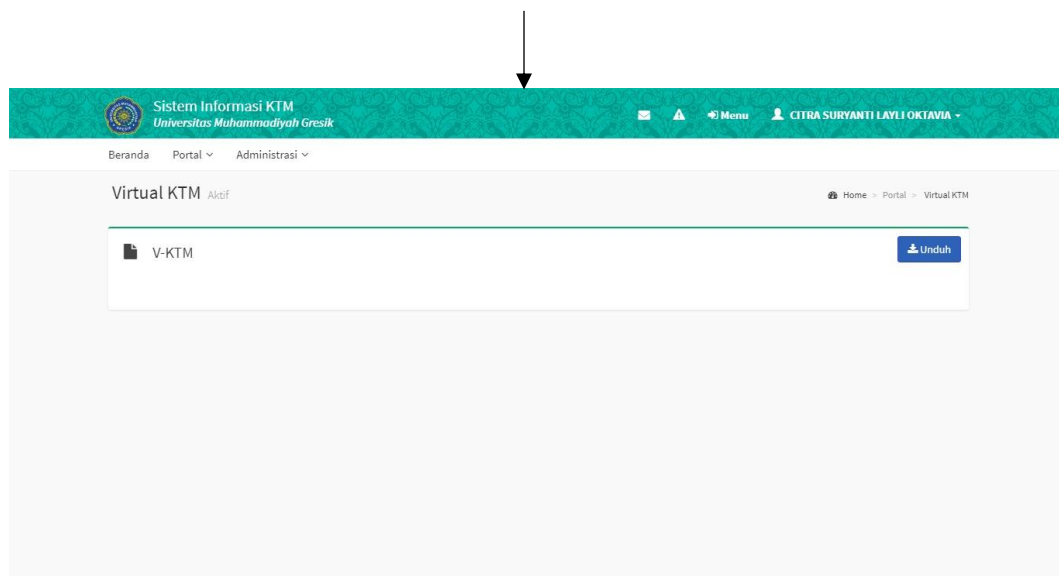 Sistem Informasi KTM
Universitas Muhammadiyah Gresik
Menu CITRA SURYANTI LAYLI OKTAVIA
Beranda Portal Administrasi
Virtual KTM Aktif
Home > Portal > Virtual KTM
V-KTM
Unduh